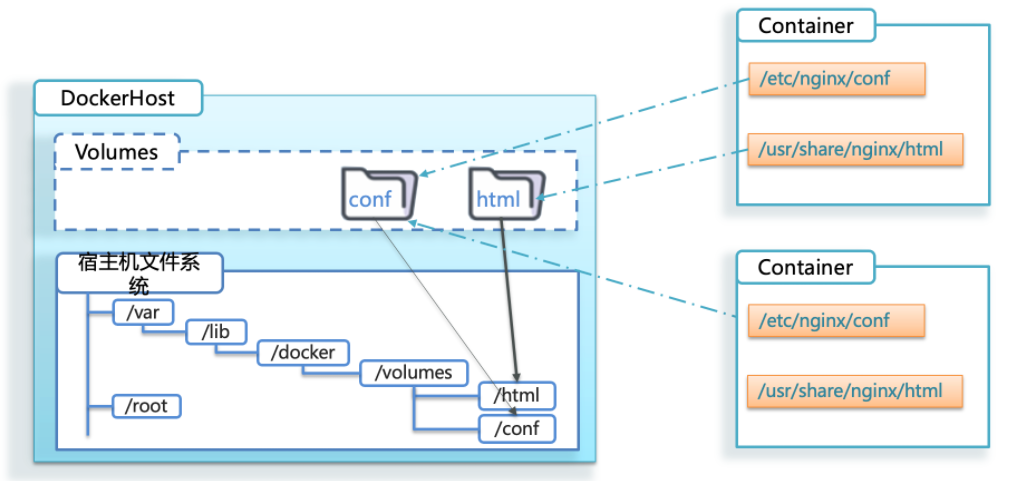 DockerHost
Volumes
conf
html
宿主机文件系
统
/var
/lib
/docker
/volumes
/html
/conf
/root
Container
/etc/nginx/conf
/usr/share/nginx/html
Container
/etc/nginx/conf
/usr/share/nginx/html